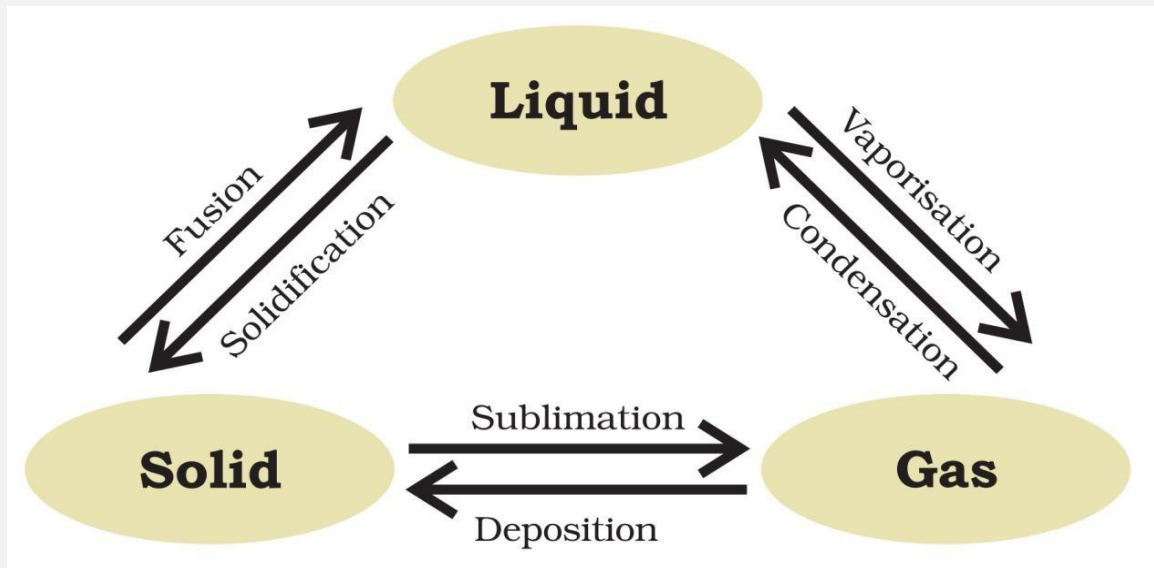 Liquid
Fusion
Solidification
Vaporisation
Condensation
Solid
Sublimation
Deposition
Gas